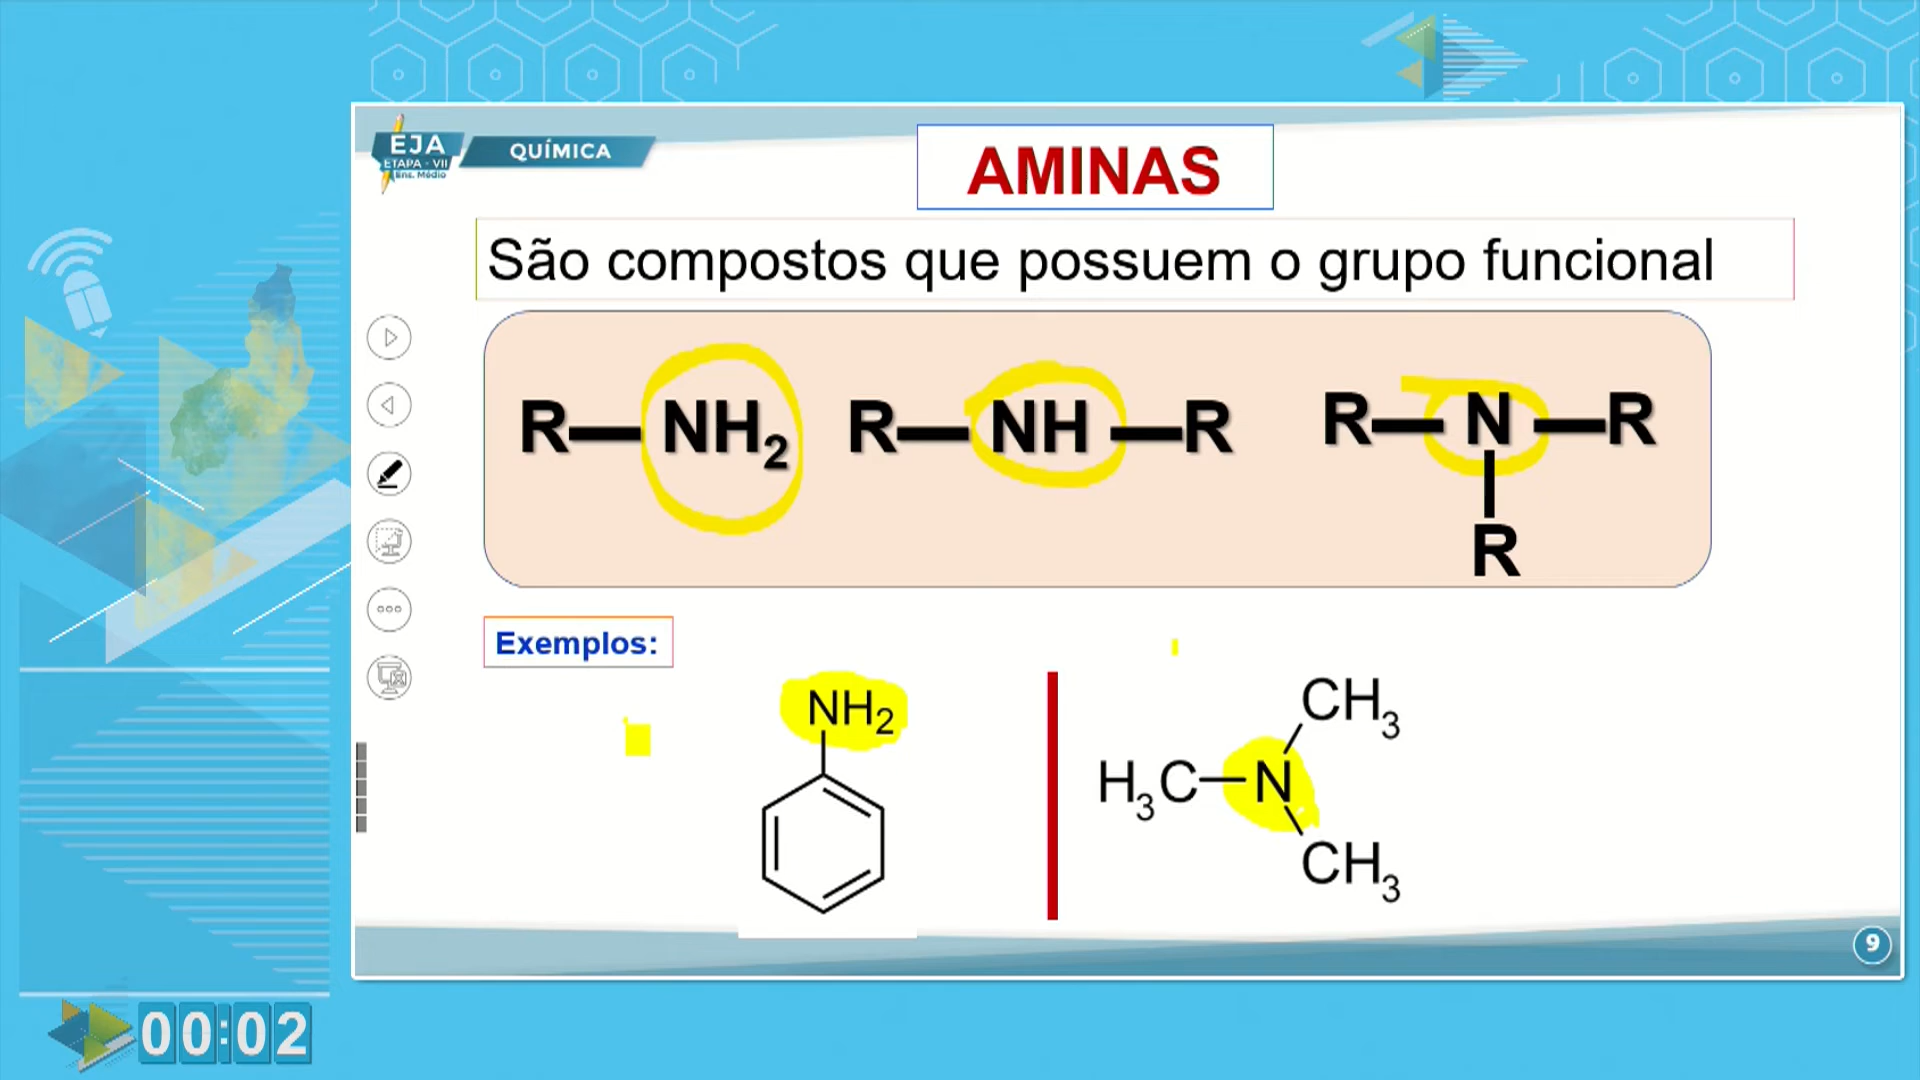 EJA
ETAPA - VII
Ens. Médio
QUÍMICA
AMINAS
São compostos que possuem o grupo funcional
R—NH₂ R—NH—R R—N—R
R
Exemplos:
NH₂
CH₃
H₃C—N
CH₃
9
00:02